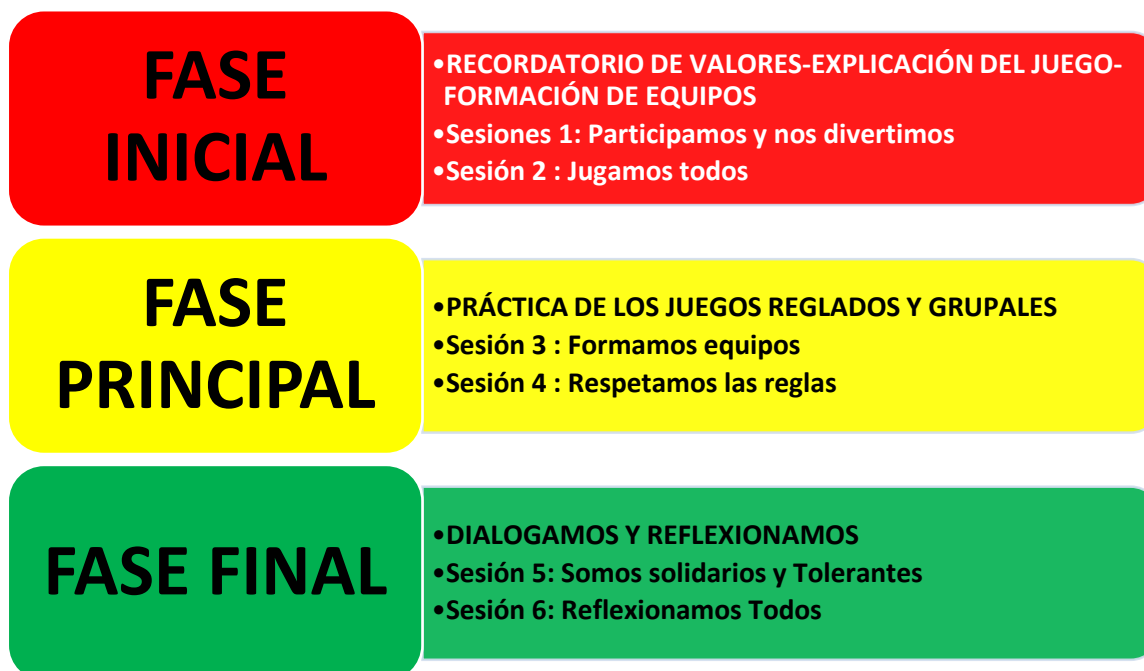 FASE
INICIAL
•RECORDATORIO DE VALORES-EXPLICACIÓN DEL JUEGO-
FORMACIÓN DE EQUIPOS
•Sesiones 1: Participamos y nos divertimos
•Sesión 2 : Jugamos todos
FASE
PRINCIPAL
•PRÁCTICA DE LOS JUEGOS REGLADOS Y GRUPALES
•Sesión 3 : Formamos equipos
•Sesión 4 : Respetamos las reglas
FASE FINAL
•DIALOGAMOS Y REFLEXIONAMOS
•Sesión 5: Somos solidarios y Tolerantes
•Sesión 6: Reflexionamos Todos